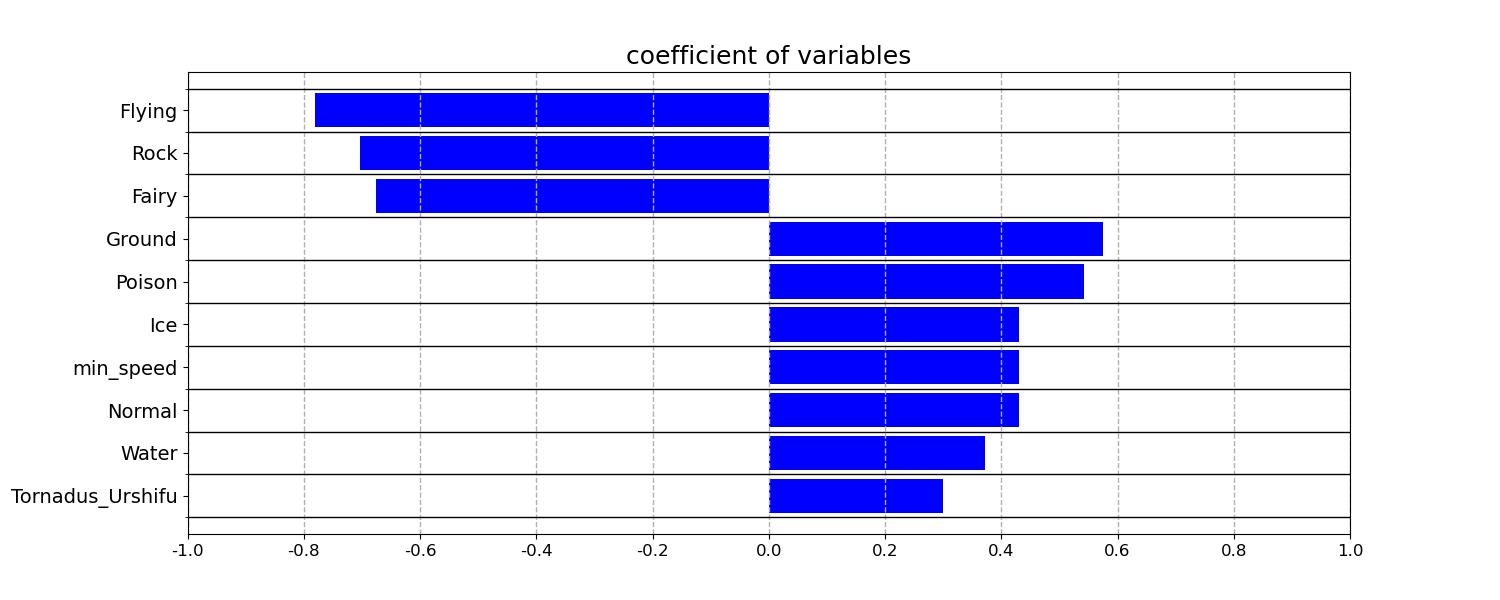 coefficient of variables
Flying
Rock
Fairy
Ground
Poison
Ice
min_speed
Normal
Water
Tornadus_Urshifu
-1.0 -0.8 -0.6 -0.4 -0.2 0.0 0.2 0.4 0.6 0.8 1.0